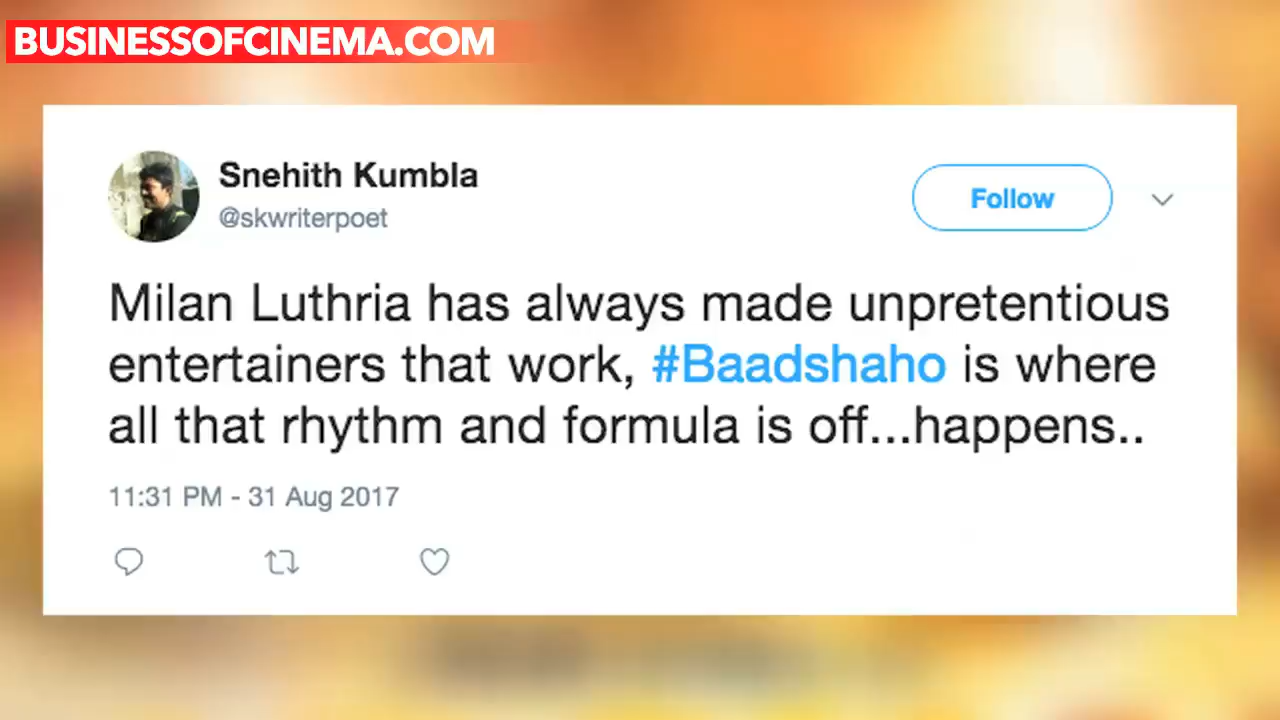 BUSINESSOFCINEMA.COM
Snehith Kumbla
@skwriterpoet
Follow
Milan Luthria has always made unpretentious
entertainers that work, #Baadshaho is where
all that rhythm and formula is off...happens..
11:31 PM - 31 Aug 2017